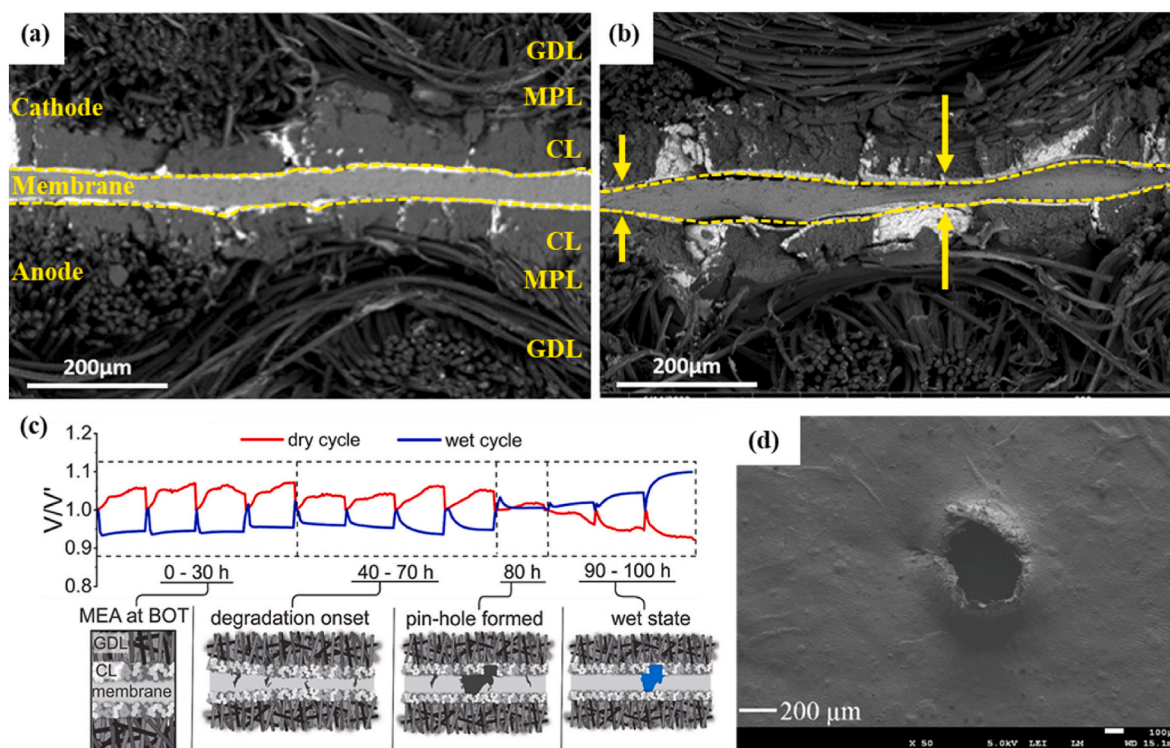 (a)
GDL
MPL
Cathode
CL
Membrane
CL
Anode
MPL
GDL
200μm
(b)
200μm
(c)
1.2
1.1
1.0
0.9
0.8
V/V'
dry cycle
wet cycle
0 - 30 h
40 - 70 h
80 h
90 - 100 h
MEA at BOT
degradation onset
pin-hole formed
wet state
GDL
CL
membrane
(d)
200 μm
X 50 5.0kV LEI LM